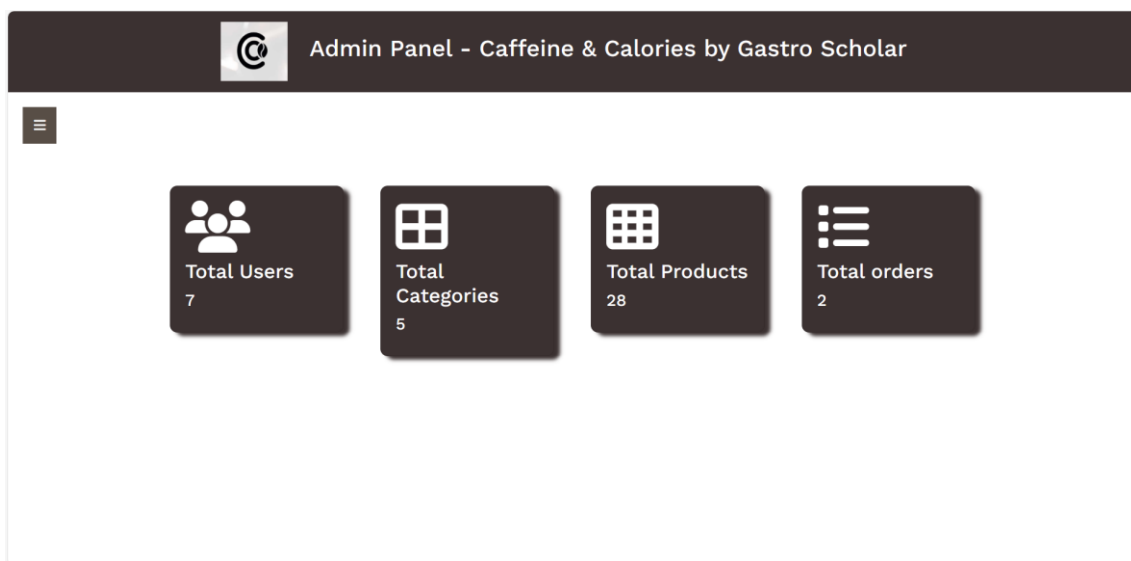 Admin Panel - Caffeine & Calories by Gastro Scholar
Total Users
7
Total
Categories
5
Total Products
28
Total orders
2